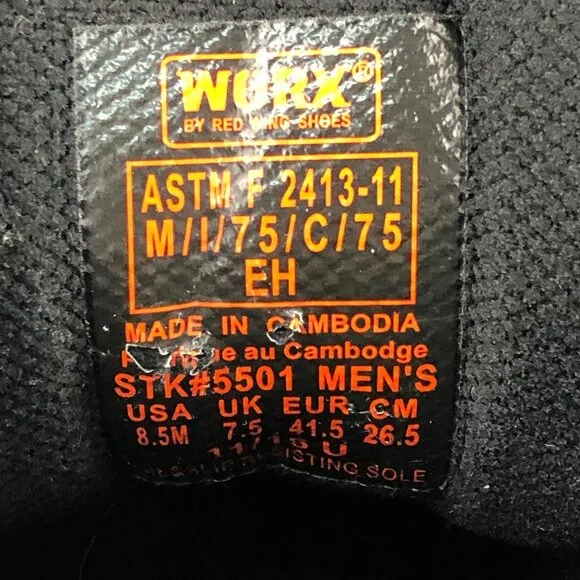 WORX®
BY RED WING SHOES
ASTM F 2413-11
M/I/75/C/75
EH
MADE IN CAMBODIA
au Cambodge
STK#5501 MEN'S
USA UK EUR CM
8.5M 7.5 41.5 26.5
SOLE